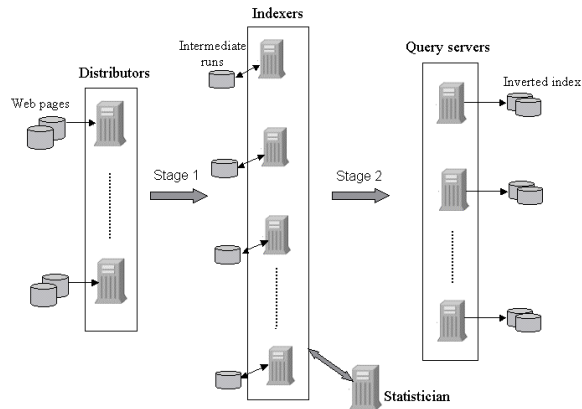 Indexers
Intermediate
runs
Query servers
Distributors
Inverted index
Web pages
Stage 1
Stage 2
Statistician